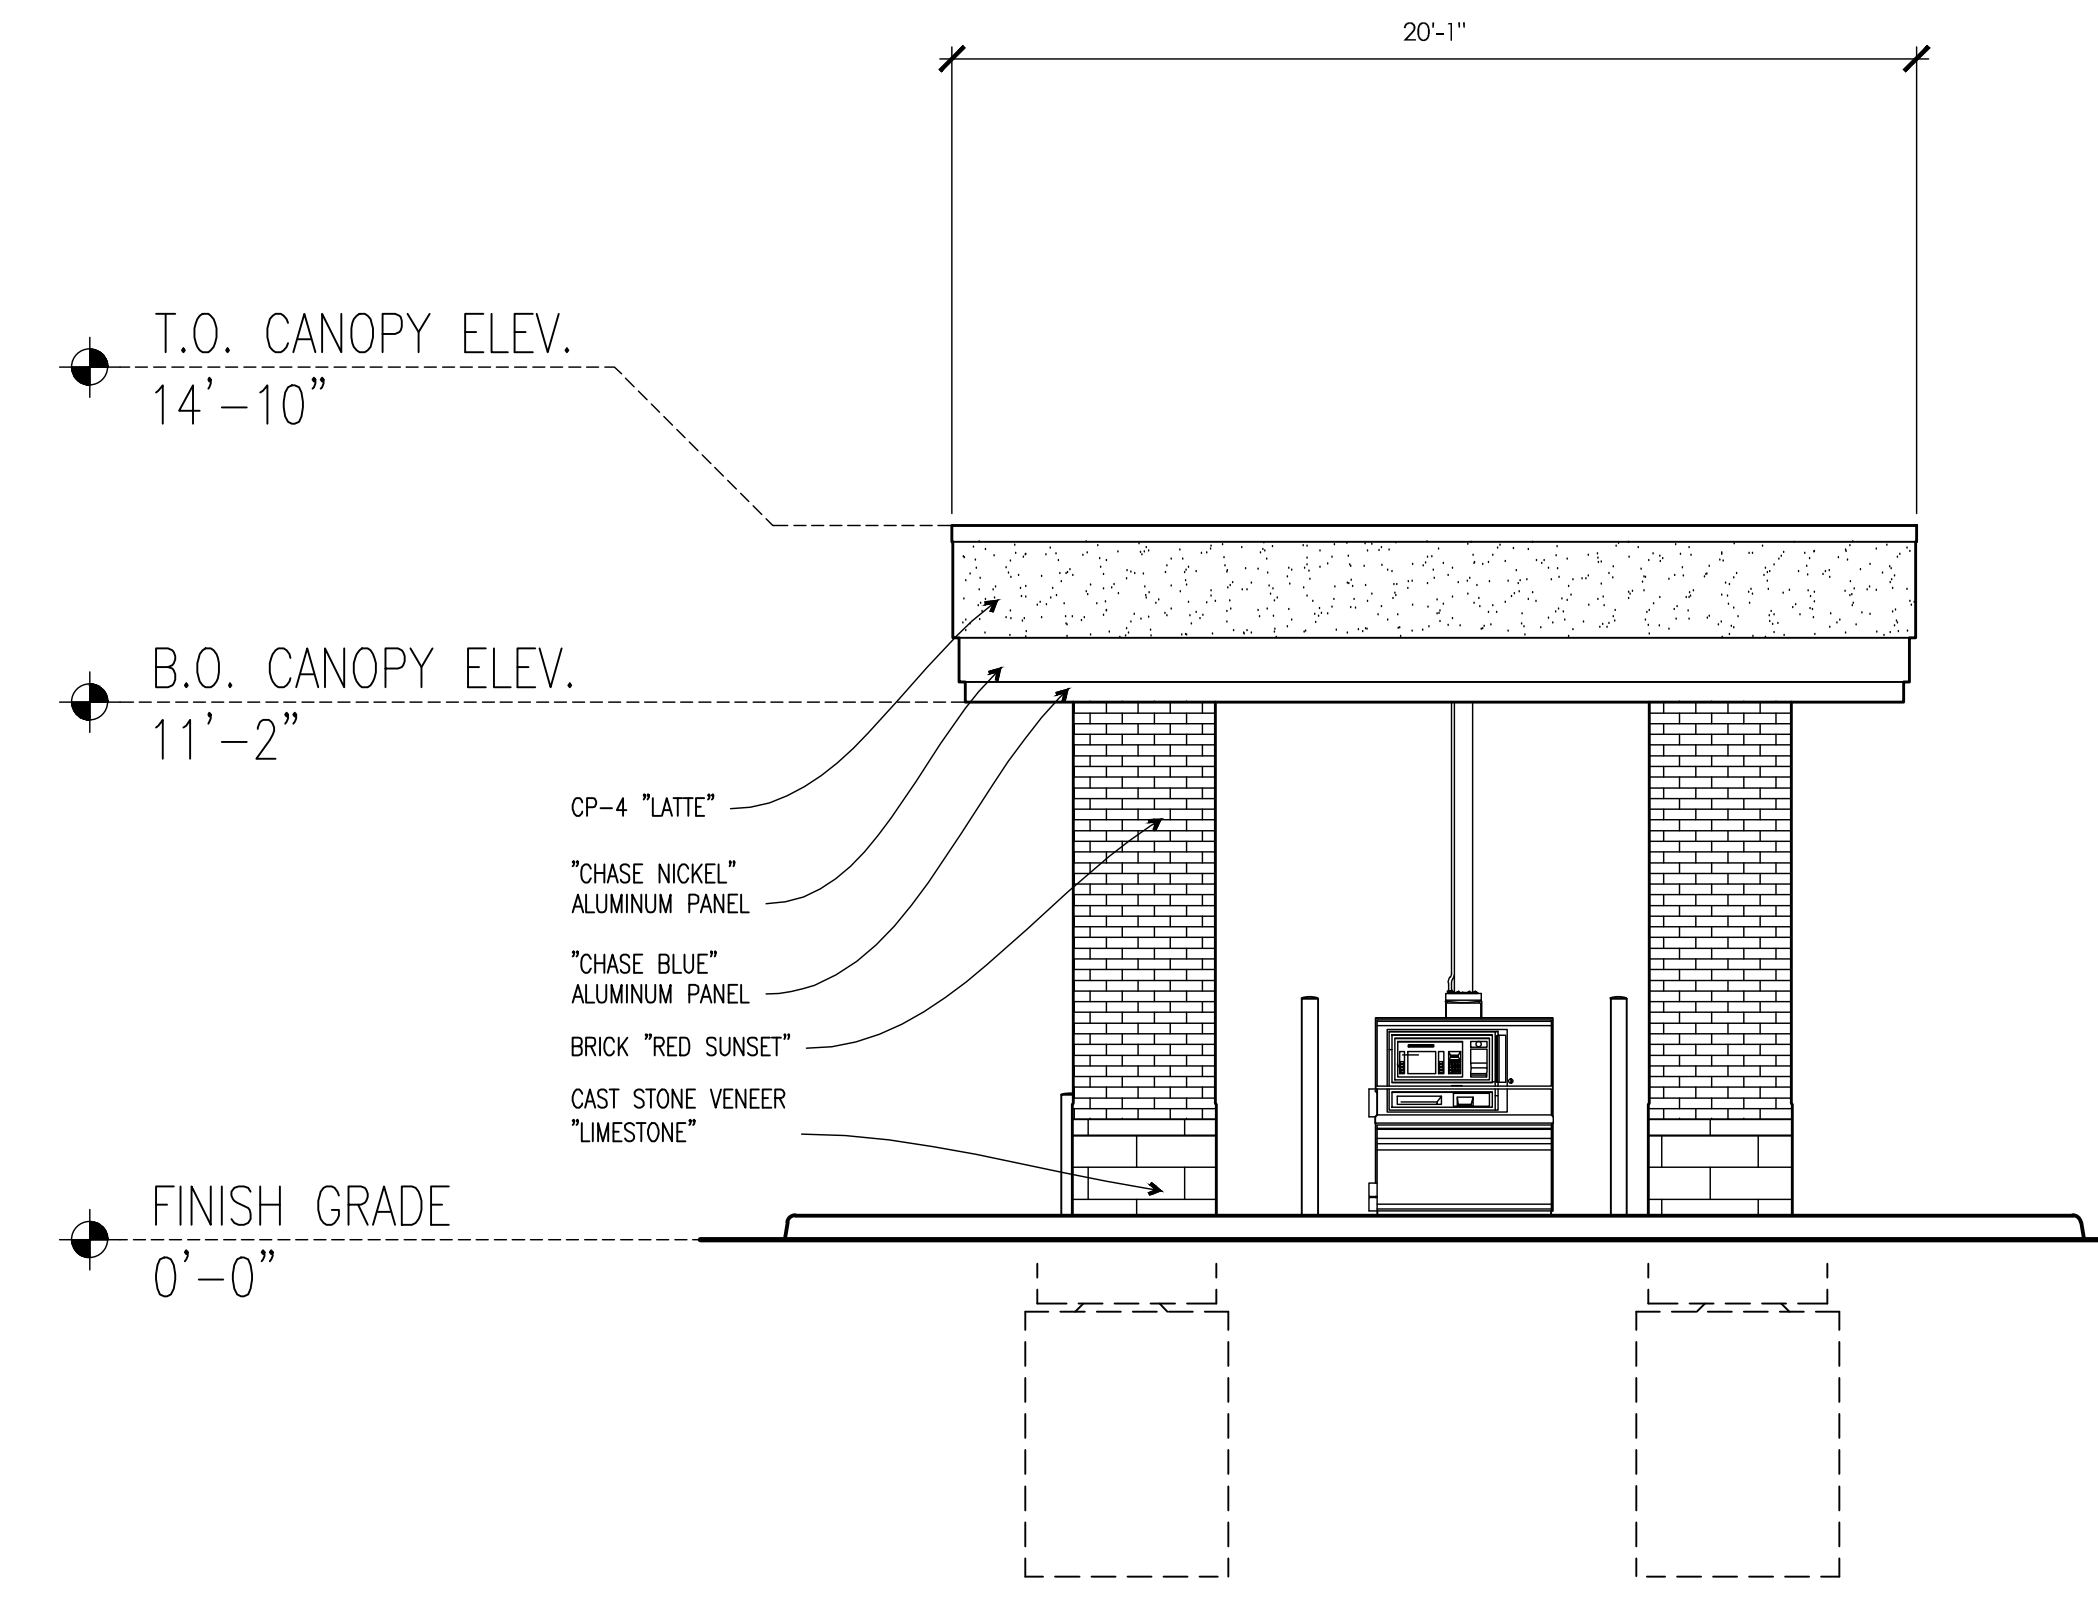 20'-1"
T.O. CANOPY ELEV.
14'-10"
B.O. CANOPY ELEV.
11'-2"
CP-4 "LATTE"
"CHASE NICKEL"
ALUMINUM PANEL
"CHASE BLUE"
ALUMINUM PANEL
BRICK "RED SUNSET"
CAST STONE VENEER
"LIMESTONE"
FINISH GRADE
0'-0"